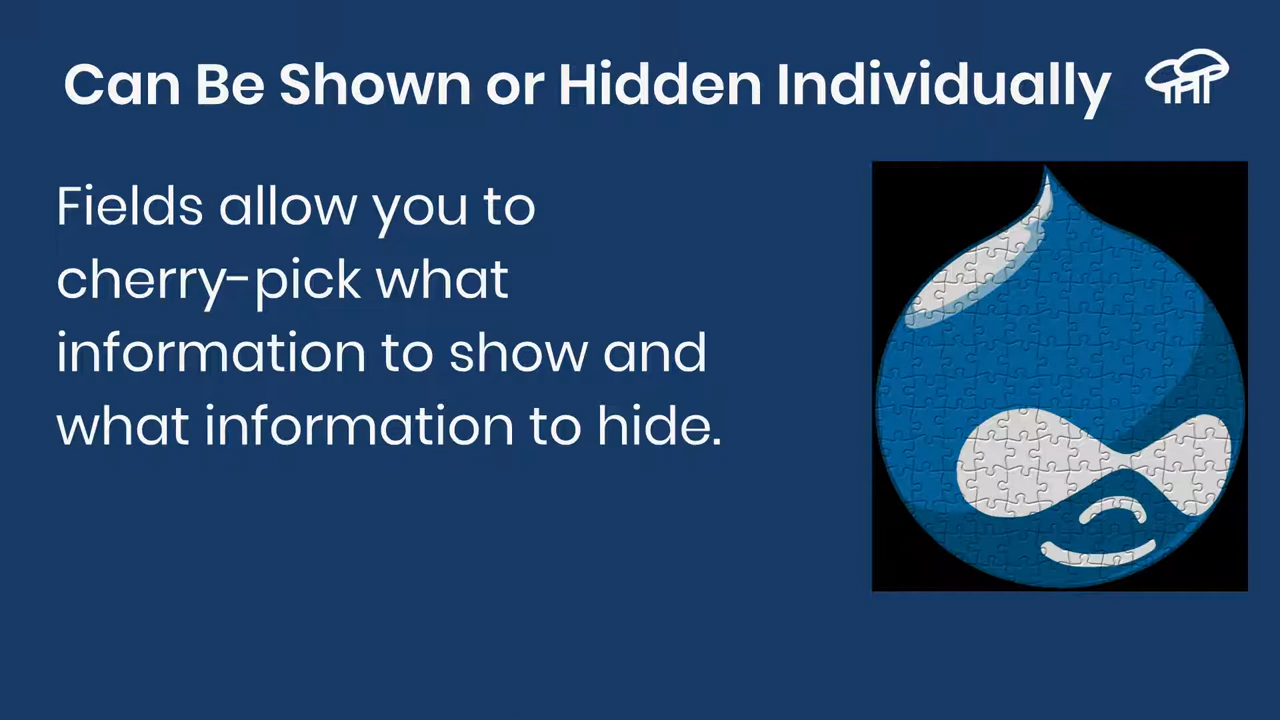 Can Be Shown or Hidden Individually
Fields allow you to
cherry-pick what
information to show and
what information to hide.